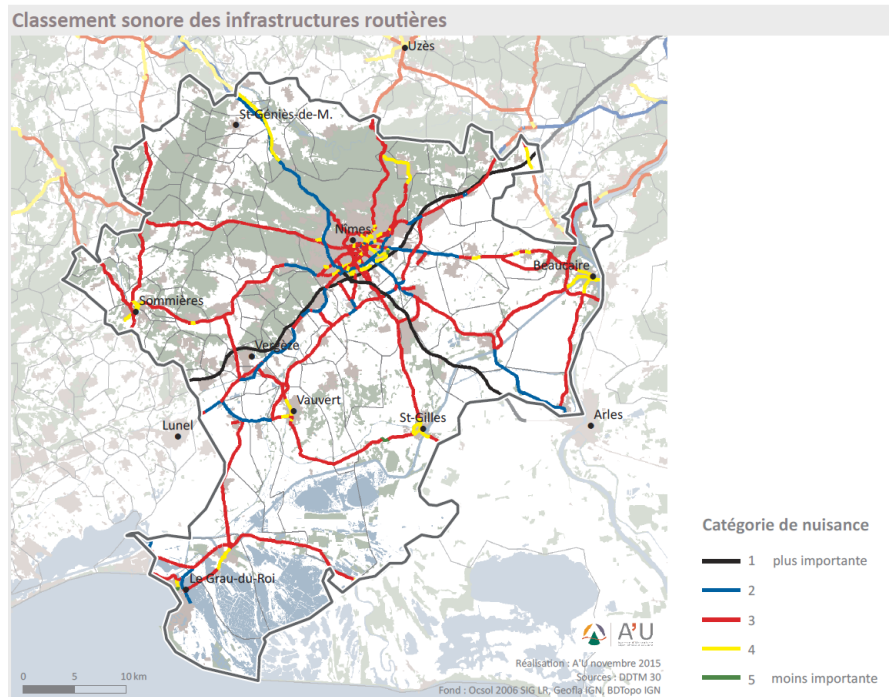 Classement sonore des infrastructures routières
Uzès
St-Géniès-de-M.
Nîmes
Beaucaire
Sommières
Vergèze
Vauvert
St-Gilles
Arles
Lunel
Le Grau-du-Roi
Catégorie de nuisance
1 plus importante
2
3
4
5 moins importante
A'U
Réalisation : A'U novembre 2015
Sources : DDTM 30
Fond : Ocsol 2006 SIG LR, Geofla IGN, BDTopo IGN
0 5 10 km